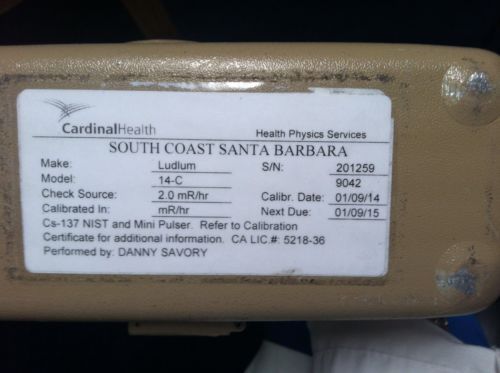 CardinalHealth Health Physics Services
SOUTH COAST SANTA BARBARA
Make: Ludlum S/N: 201259
Model: 14-C 9042
Check Source: 2.0 mR/hr Calibr. Date: 01/09/14
Calibrated In: mR/hr Next Due: 01/09/15
Cs-137 NIST and Mini Pulser. Refer to Calibration
Certificate for additional information. CA LIC.#: 5218-36
Performed by: DANNY SAVORY